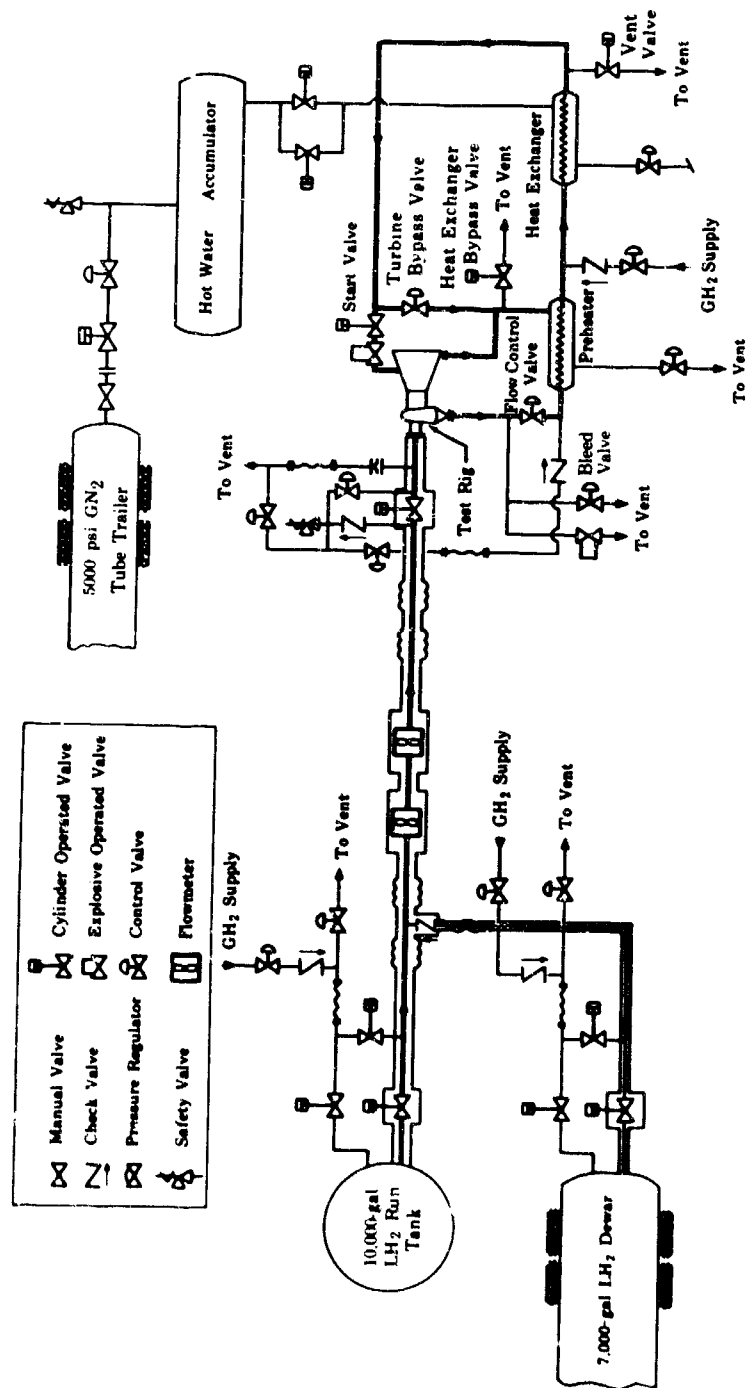 Manual Valve
Check Valve
Pressure Regulator
Safety Valve
Cylinder Operated Valve
Explosive Operated Valve
Control Valve
Flowmeter
5000 psi GN2
Tube Trailer
Hot Water Accumulator
Start Valve
Turbine
Bypass Valve
Heat Exchanger
Bypass Valve
To Vent
Vent
Valve
To Vent
Heat Exchanger
GH2 Supply
Preheater
To Vent
Flow Control
Valve
Bleed
Valve
To Vent
To Vent
Test Rig
To Vent
GH2 Supply
To Vent
10,000-gal
LH2 Run
Tank
GH2 Supply
To Vent
7,000-gal LH2 Dewar